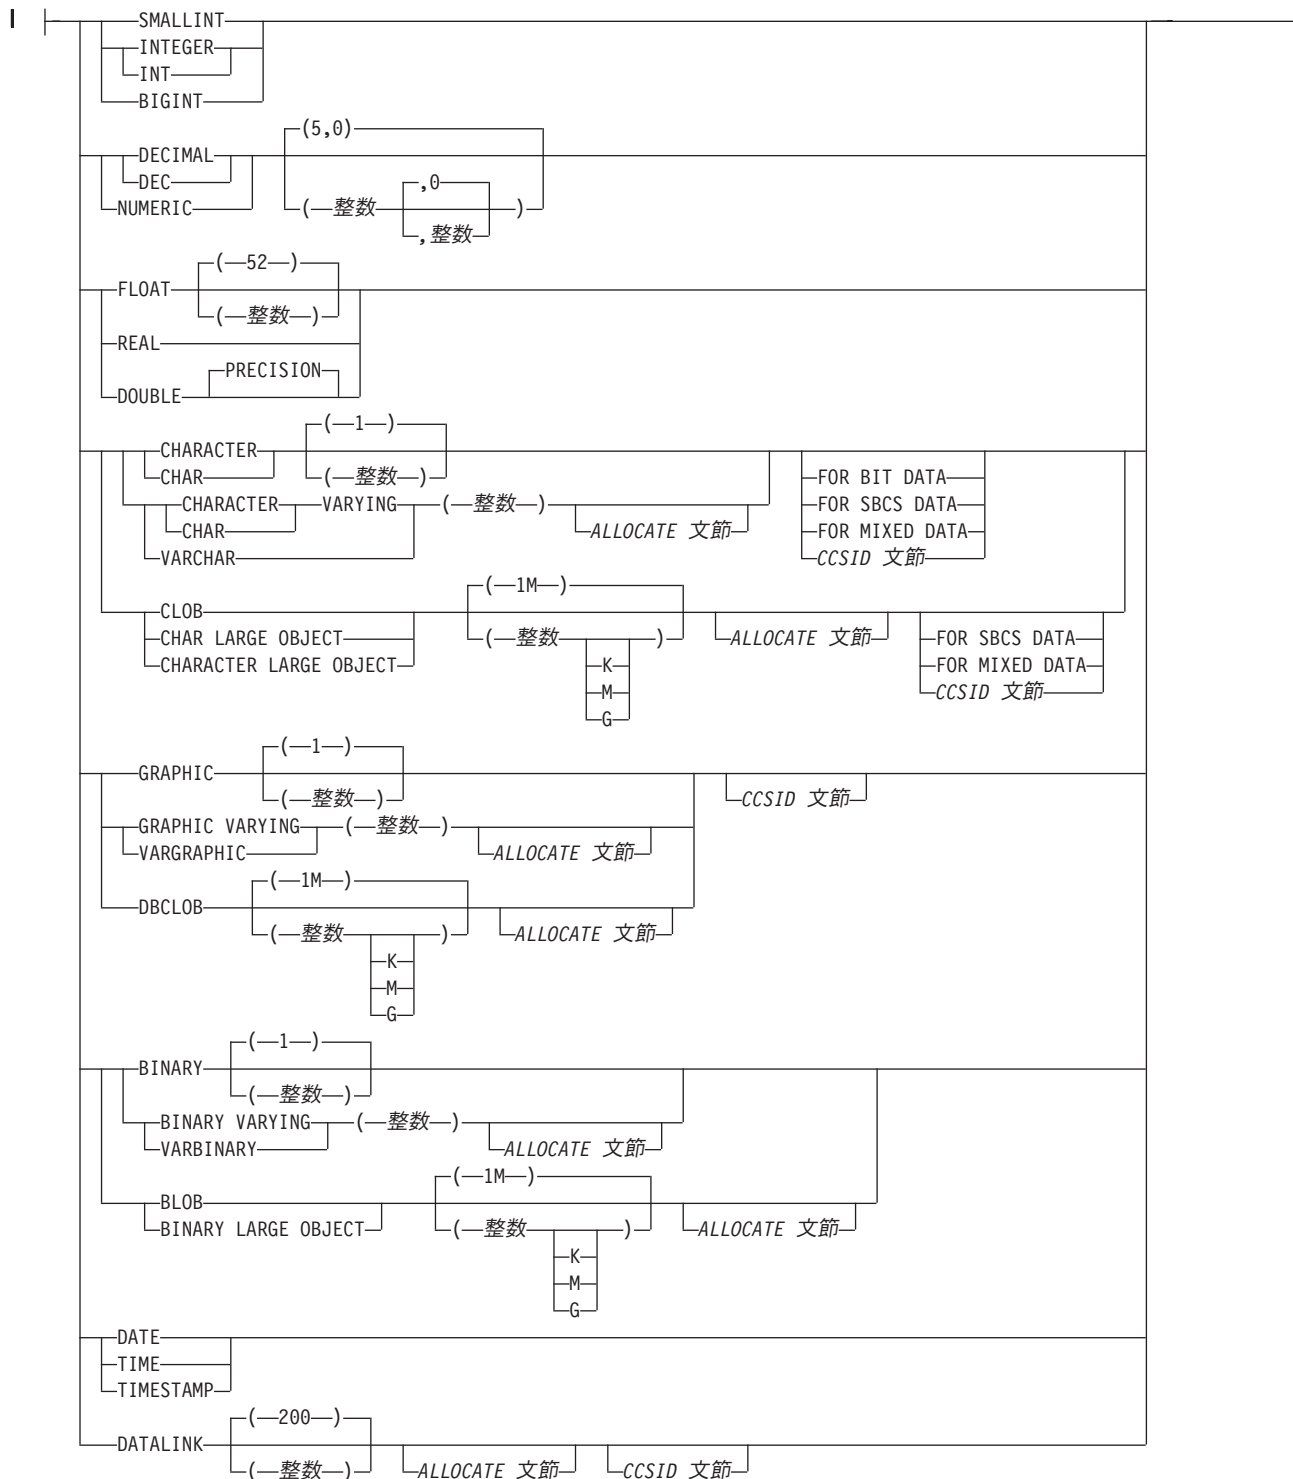 SMALLINT
INTEGER
INT
BIGINT
(5,0)
DECIMAL
DEC
NUMERIC
,0
( 整数 )
,整数
( 52 )
FLOAT
( 整数 )
REAL
PRECISION
DOUBLE
( 1 )
CHARACTER
CHAR
( 整数 )
FOR BIT DATA
CHARACTER VARYING ( 整数 )
FOR SBCS DATA
CHAR
ALLOCATE 文節
FOR MIXED DATA
VARCHAR
CCSID 文節
( 1M )
CLOB
CHAR LARGE OBJECT
( 整数 )
ALLOCATE 文節
FOR SBCS DATA
CHARACTER LARGE OBJECT
K
FOR MIXED DATA
M
CCSID 文節
G
( 1 )
GRAPHIC
( 整数 )
CCSID 文節
GRAPHIC VARYING ( 整数 )
VARGRAPHIC
ALLOCATE 文節
( 1M )
DBCLOB
( 整数 )
ALLOCATE 文節
K
M
G
( 1 )
BINARY
( 整数 )
BINARY VARYING ( 整数 )
VARBINARY
ALLOCATE 文節
( 1M )
BLOB
BINARY LARGE OBJECT
( 整数 )
ALLOCATE 文節
K
M
G
DATE
TIME
TIMESTAMP
( 200 )
DATALINK
( 整数 )
ALLOCATE 文節
CCSID 文節